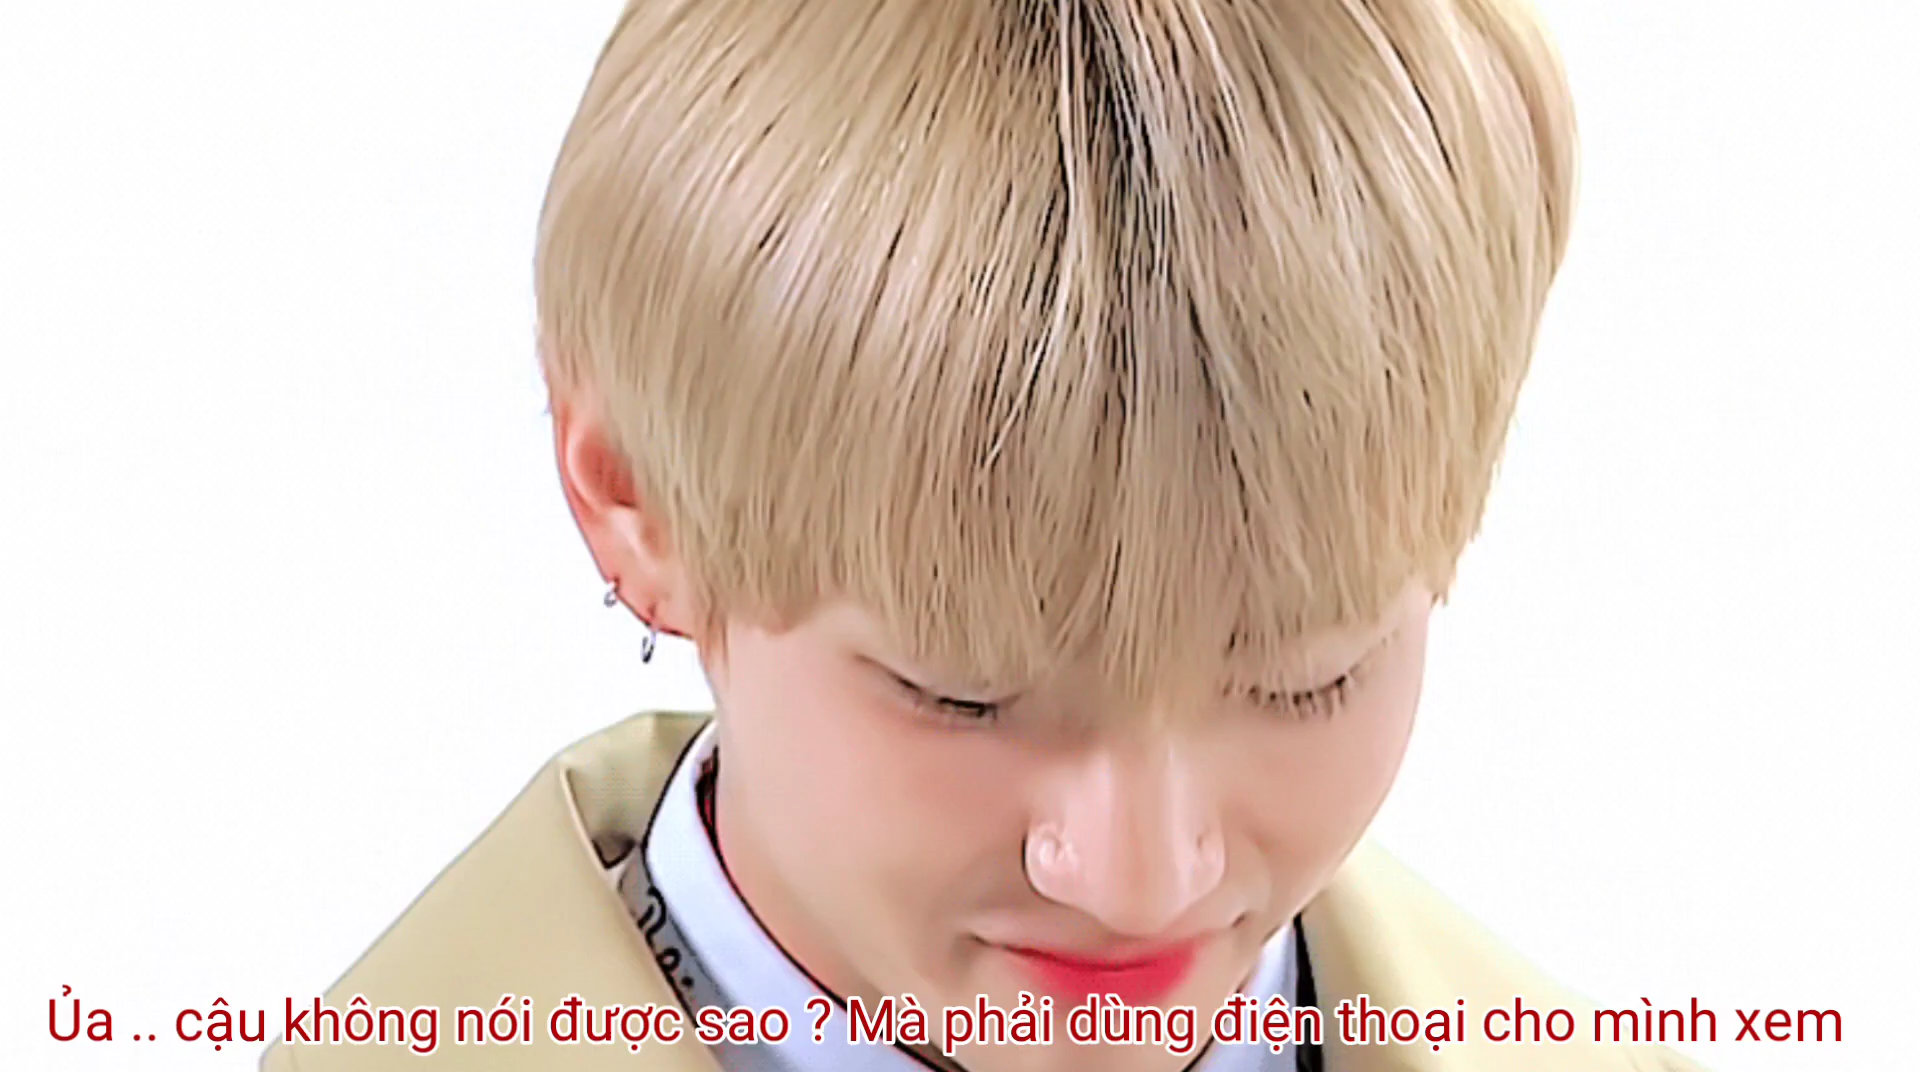 Ủa .. cậu không nói được sao ? Mà phải dùng điện thoại cho mình xem